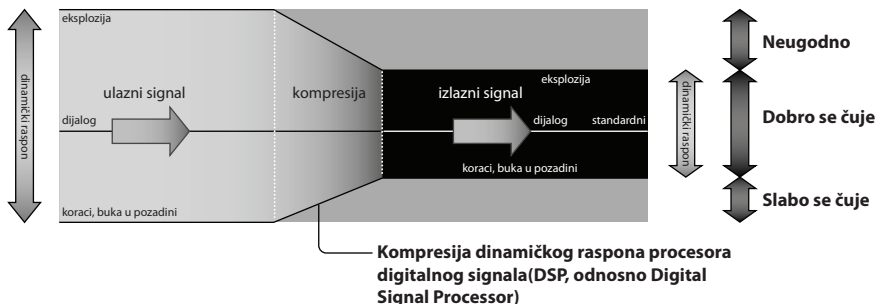 eksplozija
dinamički raspon
ulazni signal
kompresija
dijalog
koraci, buka u pozadini
eksplozija
izlazni signal
dijalog
standardni
koraci, buka u pozadini
dinamički raspon
Neugodno
Dobro se čuje
Slabo se čuje
Kompresija dinamičkog raspona procesora
digitalnog signala(DSP, odnosno Digital
Signal Processor)